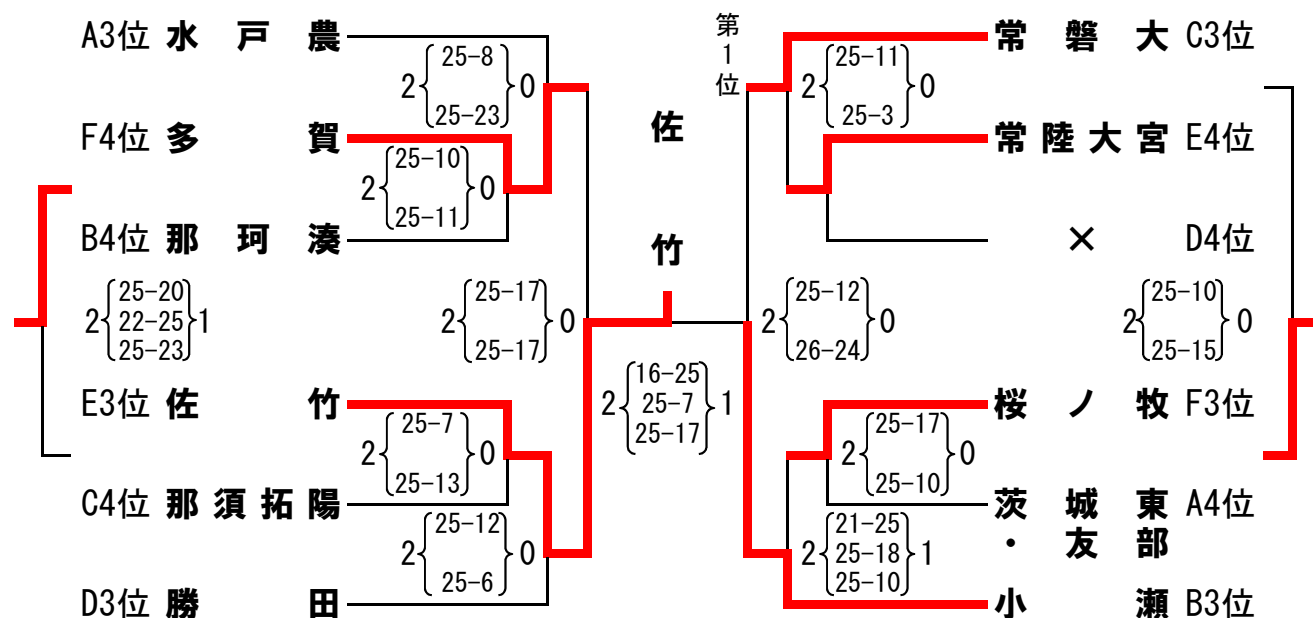 A3位 水戸農
2 25-8 25-23 0
F4位 多賀
2 25-10 25-11 0
B4位 那珂湊
2 25-20 22-25 25-23 1
2 25-17 25-17 0
E3位 佐竹
2 25-7 25-13 0
C4位 那須拓陽
2 25-12 25-6 0
D3位 勝田
佐竹
2 16-25 25-7 25-17 1
第1位
常磐大 C3位
2 25-11 25-3 0
常陸大宮 E4位
× D4位
2 25-12 26-24 0
2 25-10 25-15 0
桜ノ牧 F3位
2 25-17 25-10 0
茨城東 A4位
・友部
2 21-25 25-18 25-10 1
小瀬 B3位